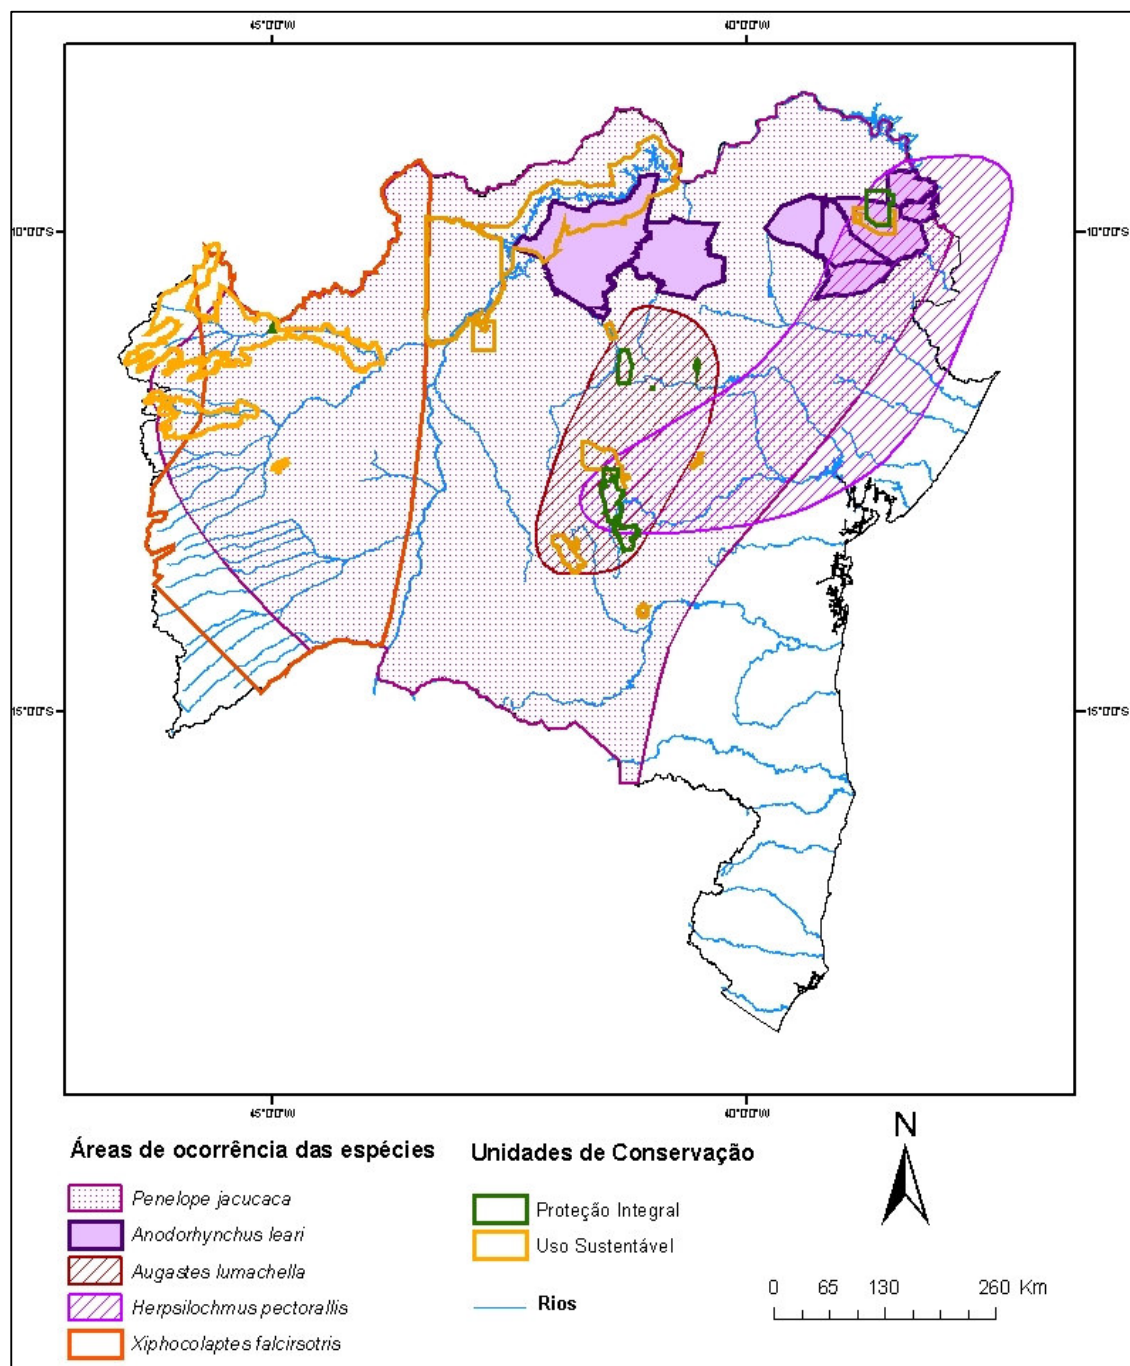 45°0'0"W 40°0'0"W
10°0'0"S 10°0'0"S
15°0'0"S 15°0'0"S
45°0'0"W 40°0'0"W
Áreas de ocorrência das espécies
Penelope jacucaca
Anodorhynchus leari
Augastes lumachella
Herpsilochmus pectorallis
Xiphocolaptes falcirsotris
Unidades de Conservação
Proteção Integral
Uso Sustentável
Rios
N
0 65 130 260 Km